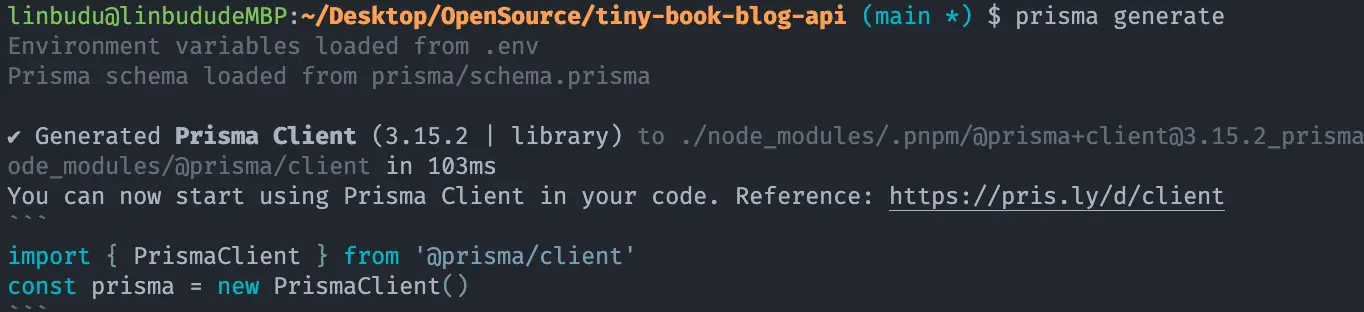 linbudu@linbududeMBP:~/Desktop/OpenSource/tiny-book-blog-api (main *) $ prisma generate
Environment variables loaded from .env
Prisma schema loaded from prisma/schema.prisma
✔ Generated Prisma Client (3.15.2 | library) to ./node_modules/.pnpm/@prisma+client@3.15.2_prisma
ode_modules/@prisma/client in 103ms
You can now start using Prisma Client in your code. Reference: https://pris.ly/d/client
```
import { PrismaClient } from '@prisma/client'
const prisma = new PrismaClient()
```